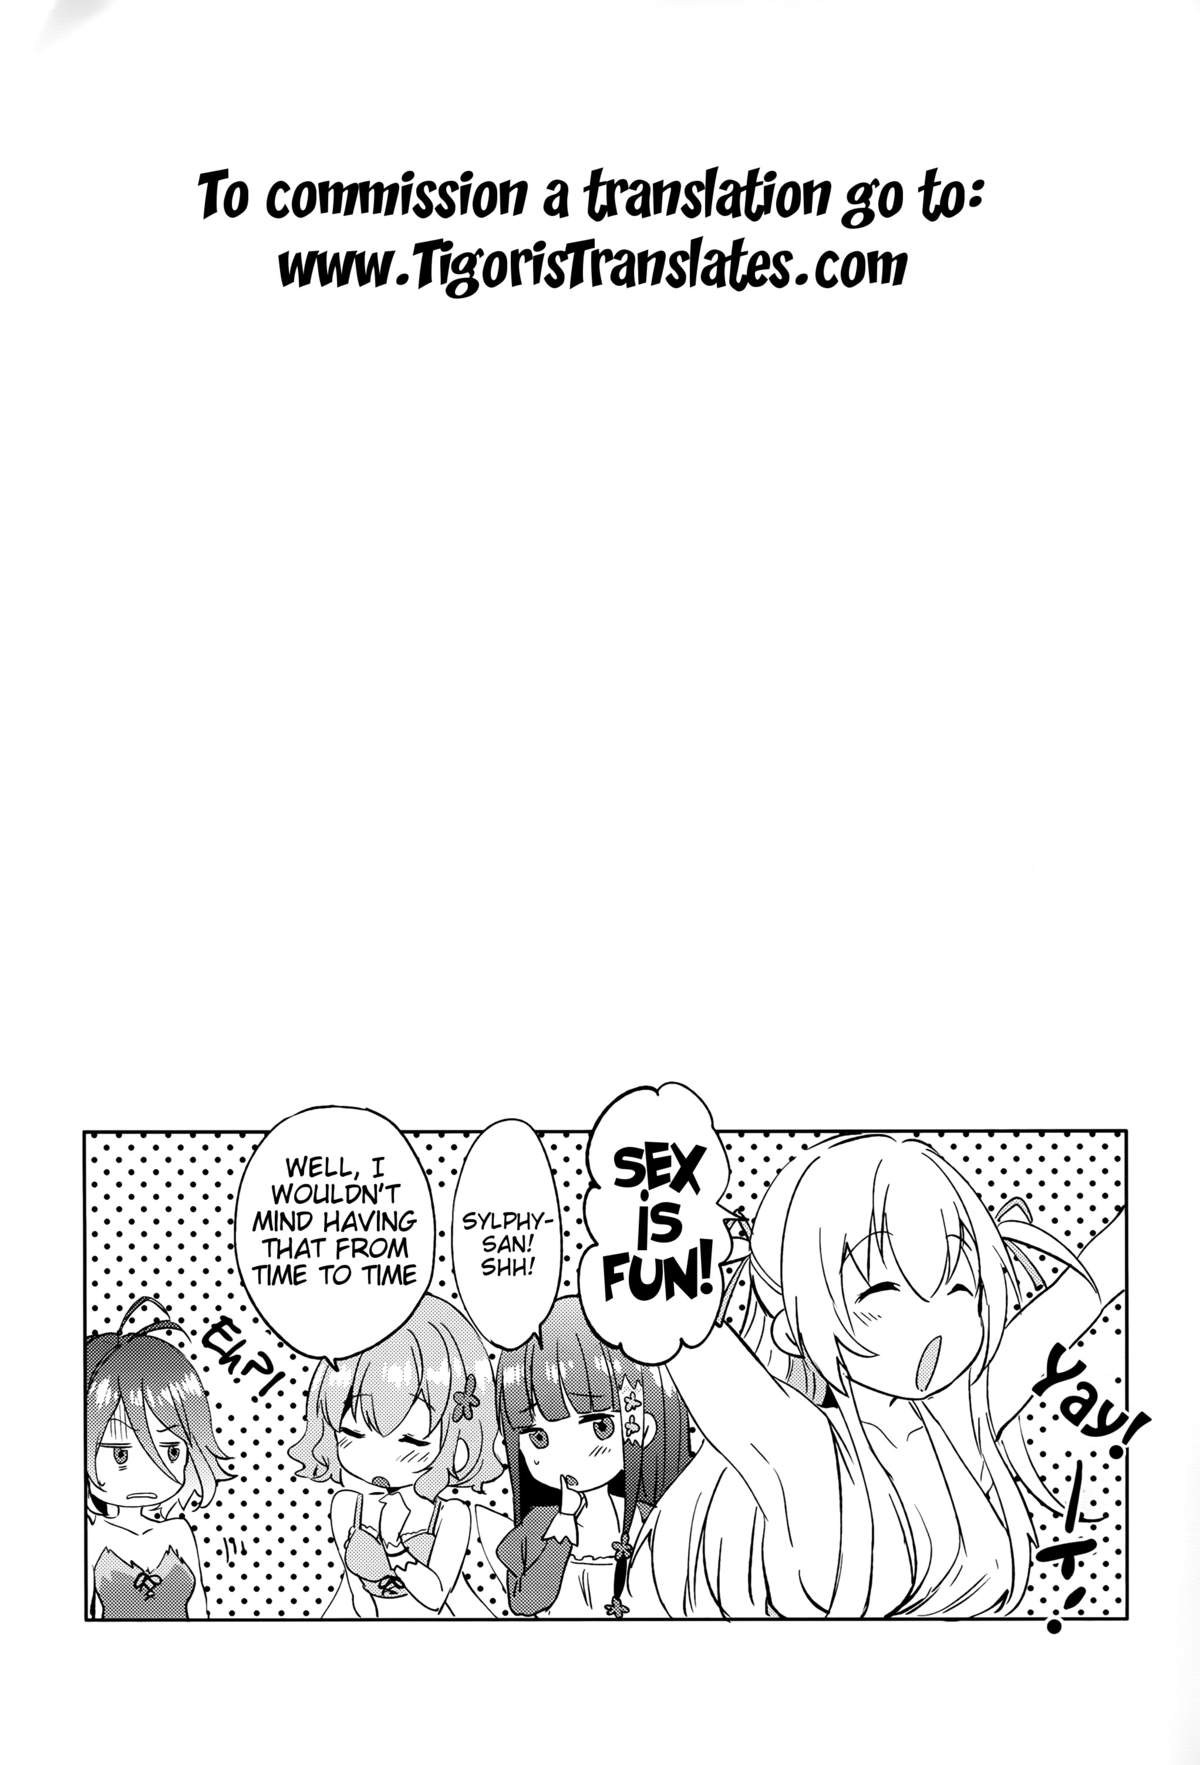 To commission a translation go to:
www.TigorisTranslates.com
SEX
IS
FUN!
Yay!
SYLPHY-
SAN!
SHH!
WELL, I
WOULDN'T
MIND HAVING
THAT FROM
TIME TO TIME
Eh?!